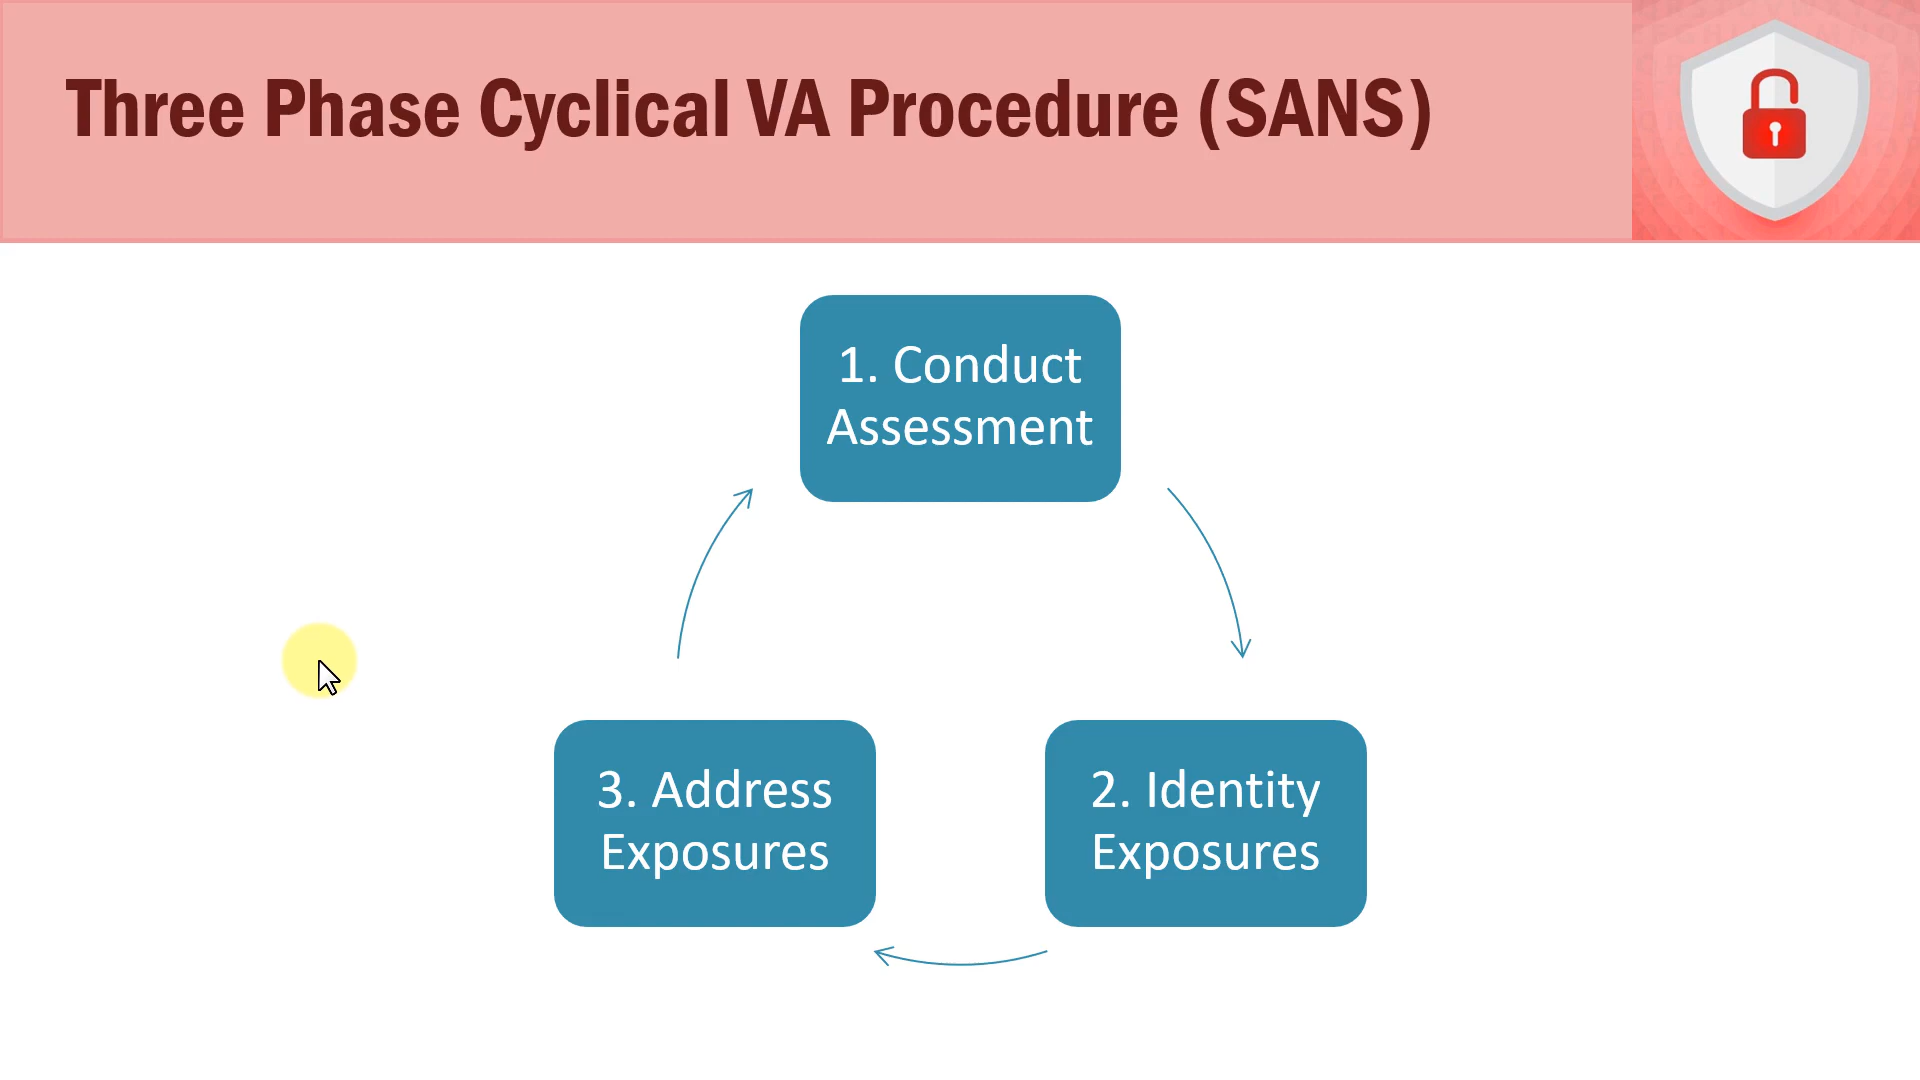 Three Phase Cyclical VA Procedure (SANS)
1. Conduct
Assessment
3. Address
Exposures
2. Identity
Exposures